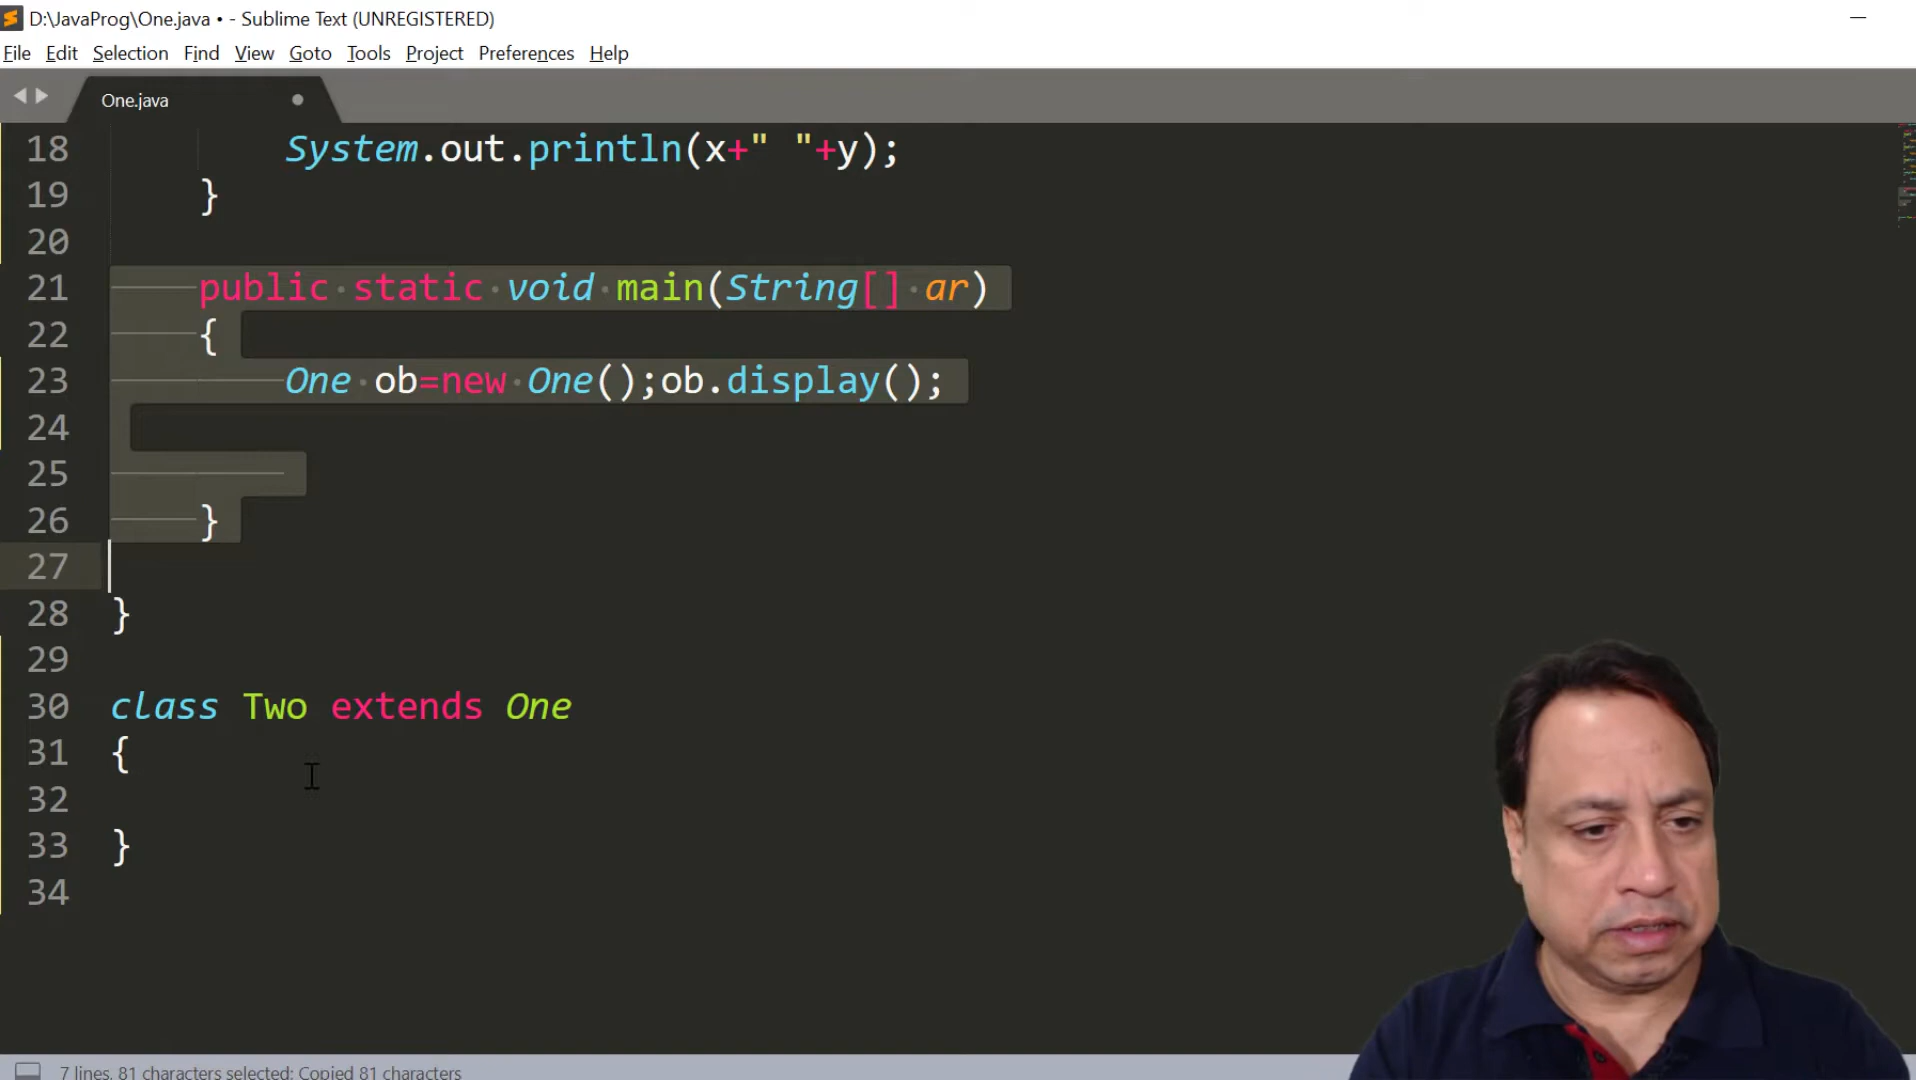 D:\JavaProg\One.java • - Sublime Text (UNREGISTERED)
File Edit Selection Find View Goto Tools Project Preferences Help
One.java
18 System.out.println(x+" "+y);
19 }
20
21 public static void main(String[] ar)
22 {
23 One ob=new One();ob.display();
24
25
26 }
27
28 }
29
30 class Two extends One
31 {
32
33 }
34
7 lines, 81 characters selected; Copied 81 characters